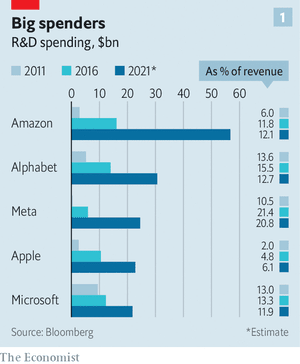 Big spenders
1
R&D spending, $bn
2011 2016 2021*
As % of revenue
0 10 20 30 40 50 60
Amazon
6.0
11.8
12.1
Alphabet
13.6
15.5
12.7
Meta
10.5
21.4
20.8
Apple
2.0
4.8
6.1
Microsoft
13.0
13.3
11.9
Source: Bloomberg
*Estimate
The Economist